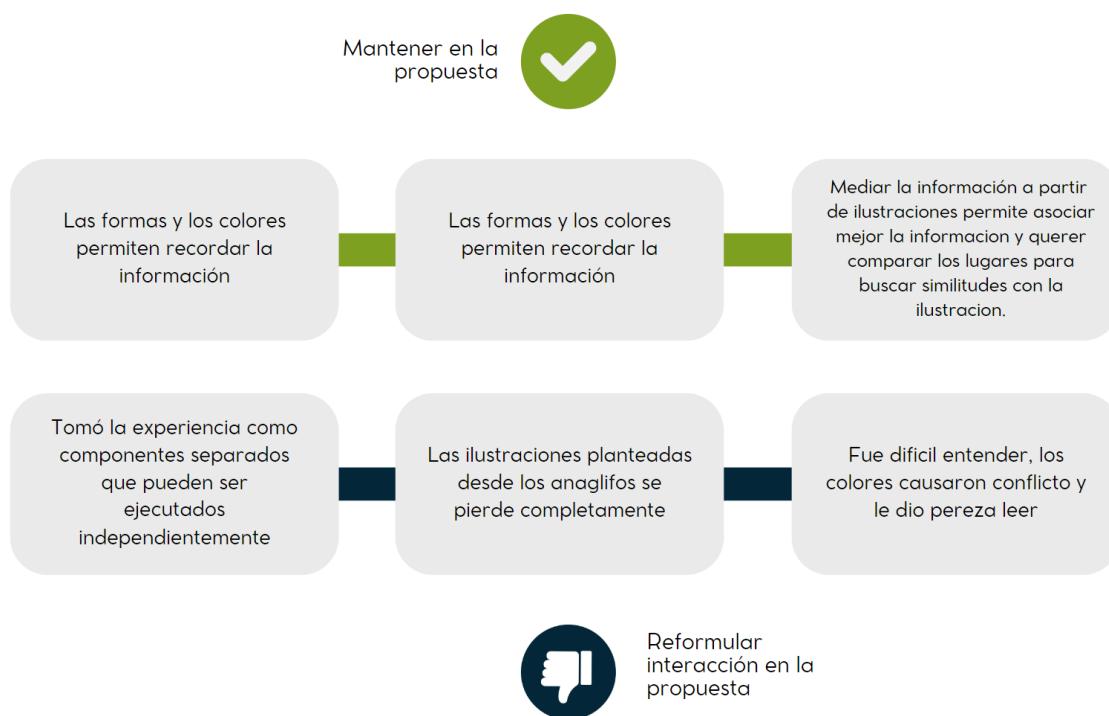 Mantener en la
propuesta
Las formas y los colores
permiten recordar la
información
Las formas y los colores
permiten recordar la
información
Mediar la información a partir
de ilustraciones permite asociar
mejor la informacion y querer
comparar los lugares para
buscar similitudes con la
ilustracion.
Tomó la experiencia como
componentes separados
que pueden ser
ejecutados
independientemente
Las ilustraciones planteadas
desde los anaglifos se
pierde completamente
Fue dificil entender, los
colores causaron conflicto y
le dio pereza leer
Reformular
interacción en la
propuesta